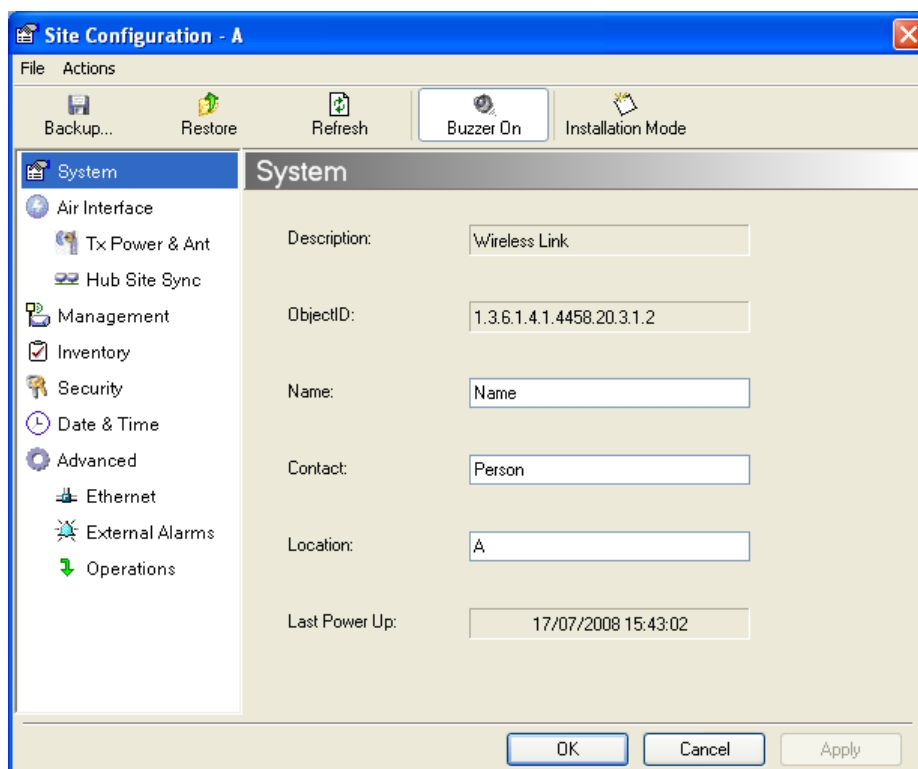 Site Configuration - A
File Actions
Backup... Restore Refresh Buzzer On Installation Mode
System
Air Interface
Tx Power & Ant
Hub Site Sync
Management
Inventory
Security
Date & Time
Advanced
Ethernet
External Alarms
Operations
System
Description: Wireless Link
ObjectID: 1.3.6.1.4.1.4458.20.3.1.2
Name: Name
Contact: Person
Location: A
Last Power Up: 17/07/2008 15:43:02
OK Cancel Apply